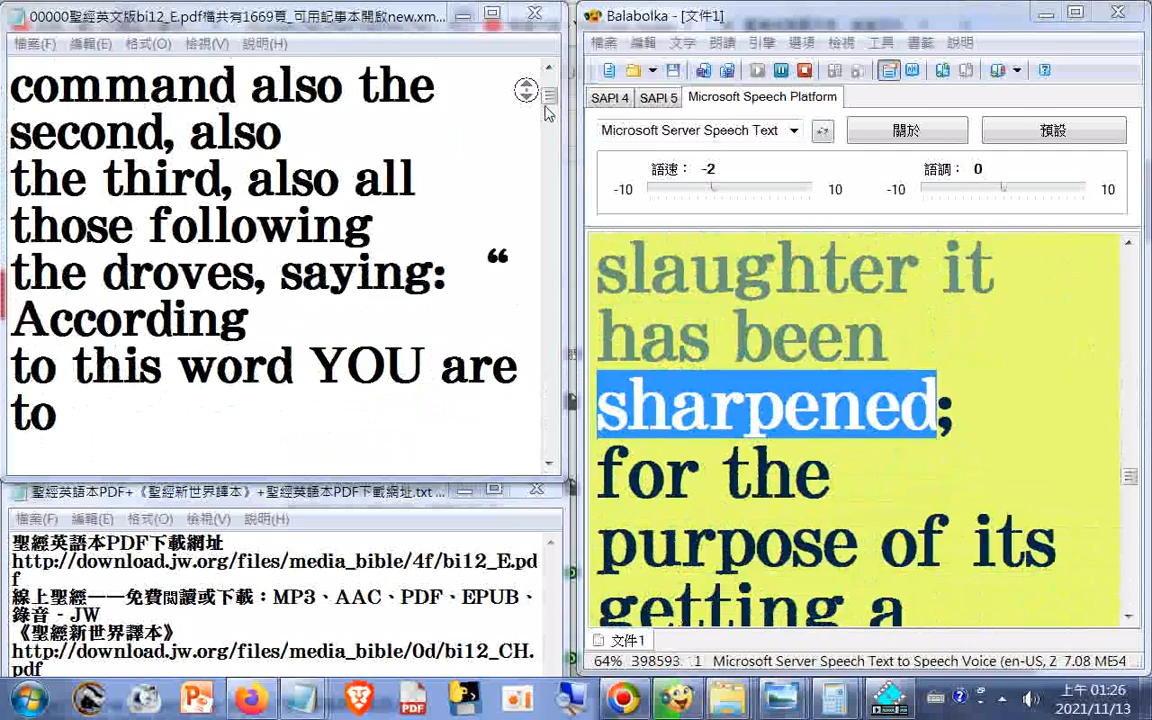 00000聖經英文版bi12_E.pdf檔共有1669頁_可用記事本開啟new.xm...
檔案(F) 編輯(E) 格式(O) 檢視(V) 說明(H)
command also the
second, also
the third, also all
those following
the droves, saying: “
According
to this word YOU are
to
聖經英語本PDF+《聖經新世界譯本》+聖經英語本PDF下載網址.txt ...
檔案(F) 編輯(E) 格式(O) 檢視(V) 說明(H)
聖經英語本PDF下載網址
http://download.jw.org/files/media_bible/4f/bi12_E.pd
f
線上聖經——免費閱讀或下載：MP3、AAC、PDF、EPUB、
錄音 - JW
《聖經新世界譯本》
http://download.jw.org/files/media_bible/0d/bi12_CH.
pdf
Balabolka - [文件1]
檔案 編輯 文字 朗讀 引擎 選項 檢視 工具 書籤 說明
SAPI 4 SAPI 5 Microsoft Speech Platform
Microsoft Server Speech Text 關於 預設
語速： -2 語調： 0
-10 10 -10 10
slaughter it
has been
sharpened;
for the
purpose of its
getting a
文件1
64% 398593 1 Microsoft Server Speech Text to Speech Voice (en-US, Z 7.08 ME54
PDF
上午 01:26
2021/11/13